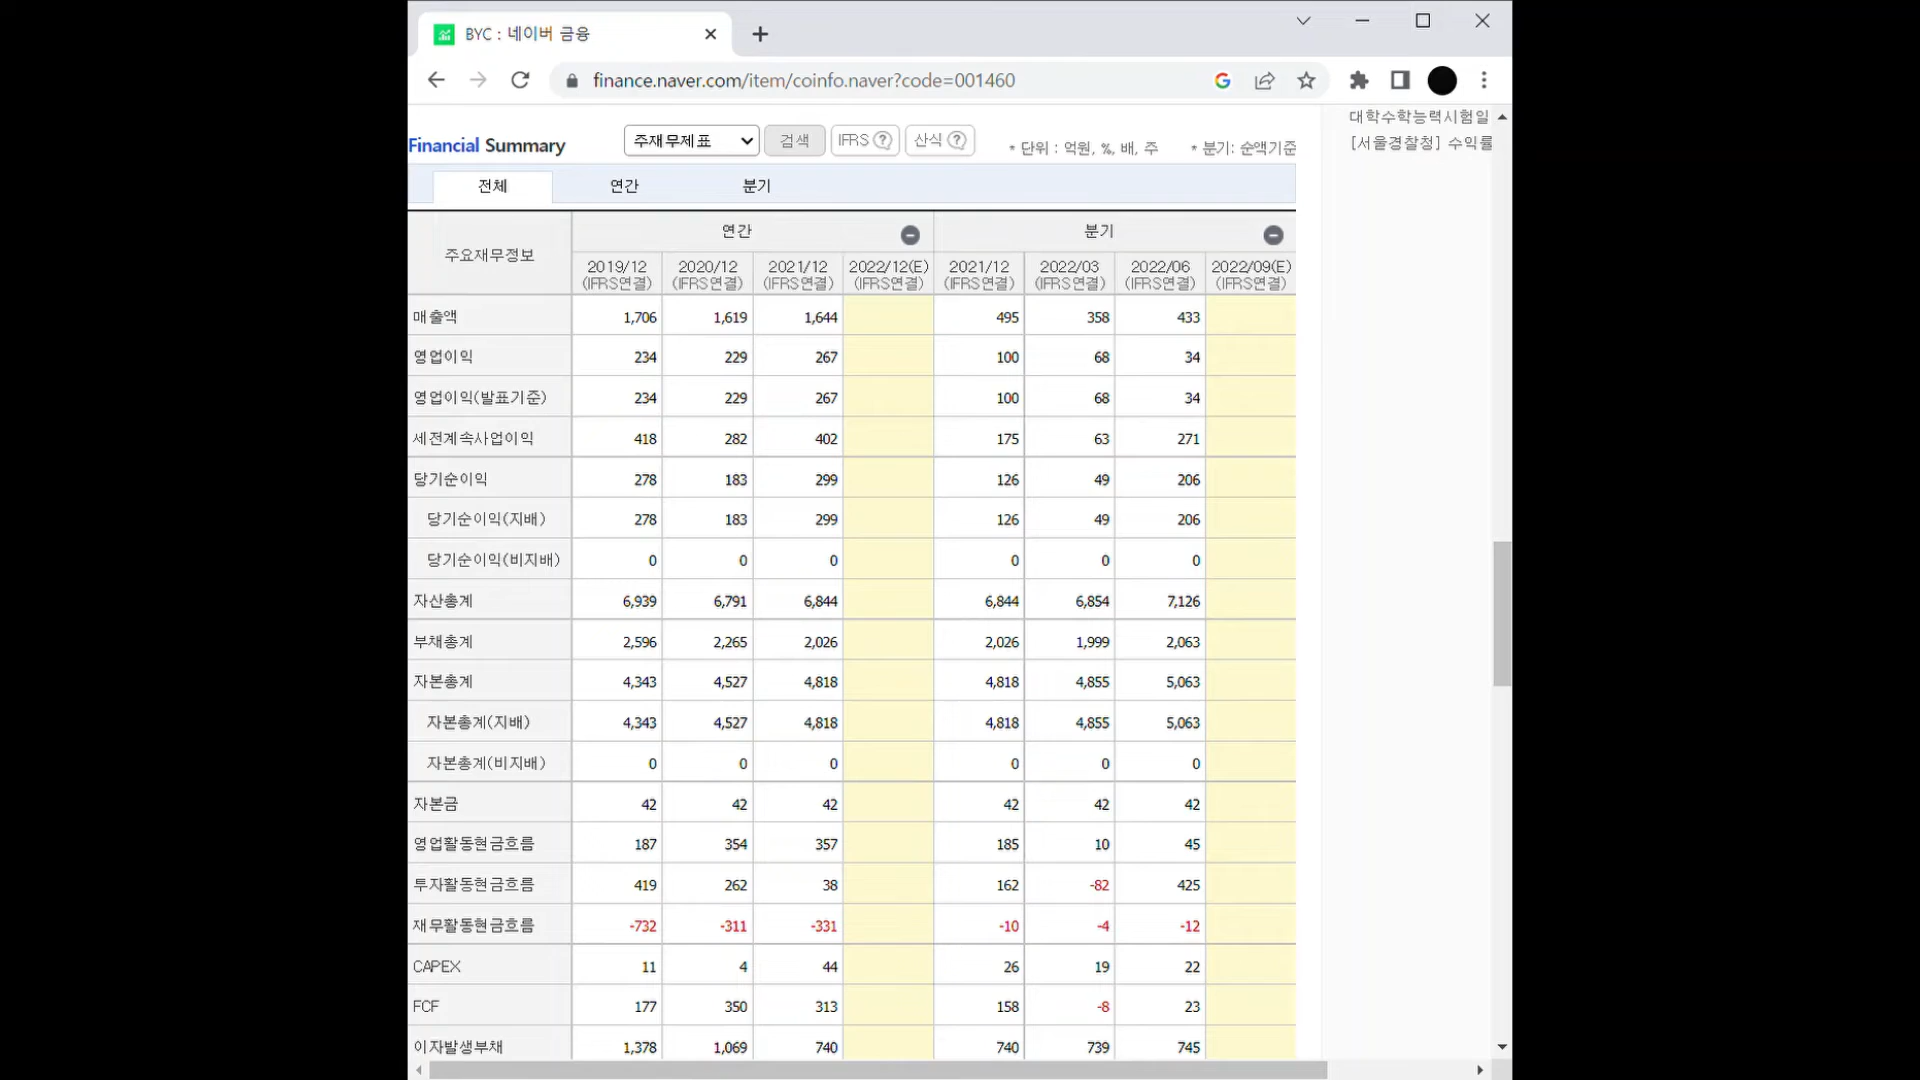 BYC : 네이버 금융
finance.naver.com/item/coinfo.naver?code=001460
대학수학능력시험일
[서울경찰청] 수익률
Financial Summary 주재무제표 검색 IFRS ? 산식 ? * 단위 : 억원, %, 배, 주 * 분기: 순액기준
전체 연간 분기
주요재무정보 연간 분기
2019/12 2020/12 2021/12 2022/12(E) 2021/12 2022/03 2022/06 2022/09(E)
(IFRS연결) (IFRS연결) (IFRS연결) (IFRS연결) (IFRS연결) (IFRS연결) (IFRS연결) (IFRS연결)
매출액 1,706 1,619 1,644 495 358 433
영업이익 234 229 267 100 68 34
영업이익(발표기준) 234 229 267 100 68 34
세전계속사업이익 418 282 402 175 63 271
당기순이익 278 183 299 126 49 206
당기순이익(지배) 278 183 299 126 49 206
당기순이익(비지배) 0 0 0 0 0 0
자산총계 6,939 6,791 6,844 6,844 6,854 7,126
부채총계 2,596 2,265 2,026 2,026 1,999 2,063
자본총계 4,343 4,527 4,818 4,818 4,855 5,063
자본총계(지배) 4,343 4,527 4,818 4,818 4,855 5,063
자본총계(비지배) 0 0 0 0 0 0
자본금 42 42 42 42 42 42
영업활동현금흐름 187 354 357 185 10 45
투자활동현금흐름 419 262 38 162 -82 425
재무활동현금흐름 -732 -311 -331 -10 -4 -12
CAPEX 11 4 44 26 19 22
FCF 177 350 313 158 -8 23
이자발생부채 1,378 1,069 740 740 739 745